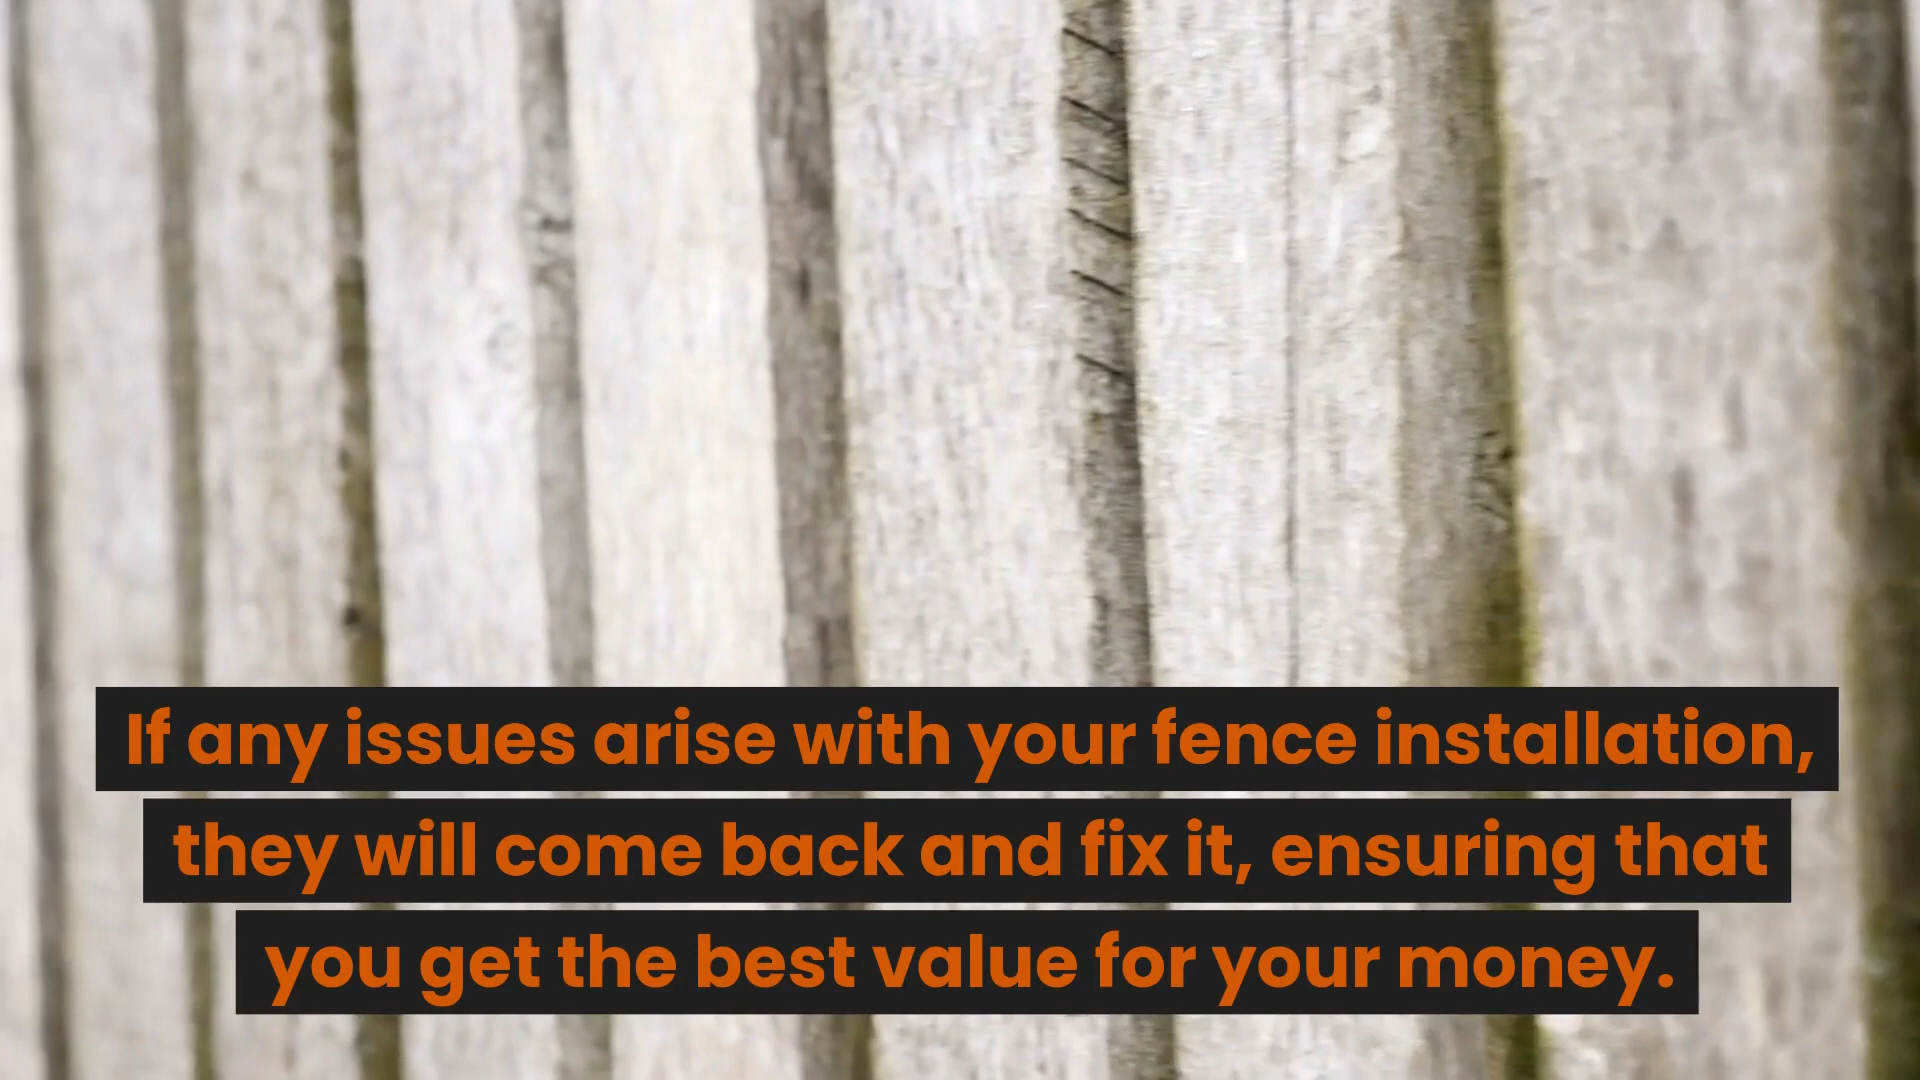 If any issues arise with your fence installation,
they will come back and fix it, ensuring that
you get the best value for your money.